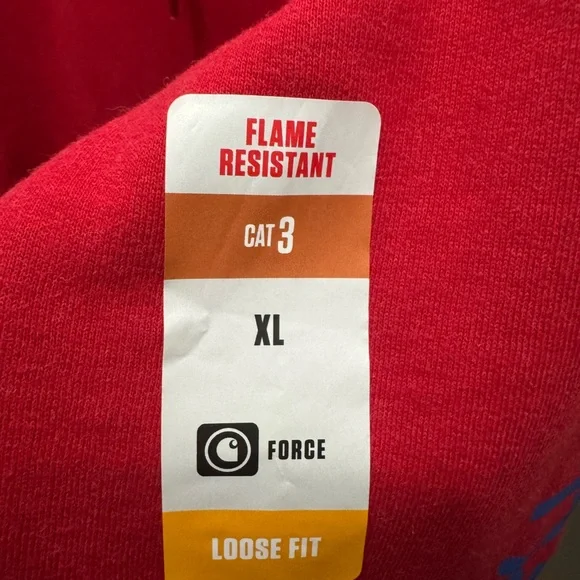 FLAME
RESISTANT
CAT 3
XL
FORCE
LOOSE FIT